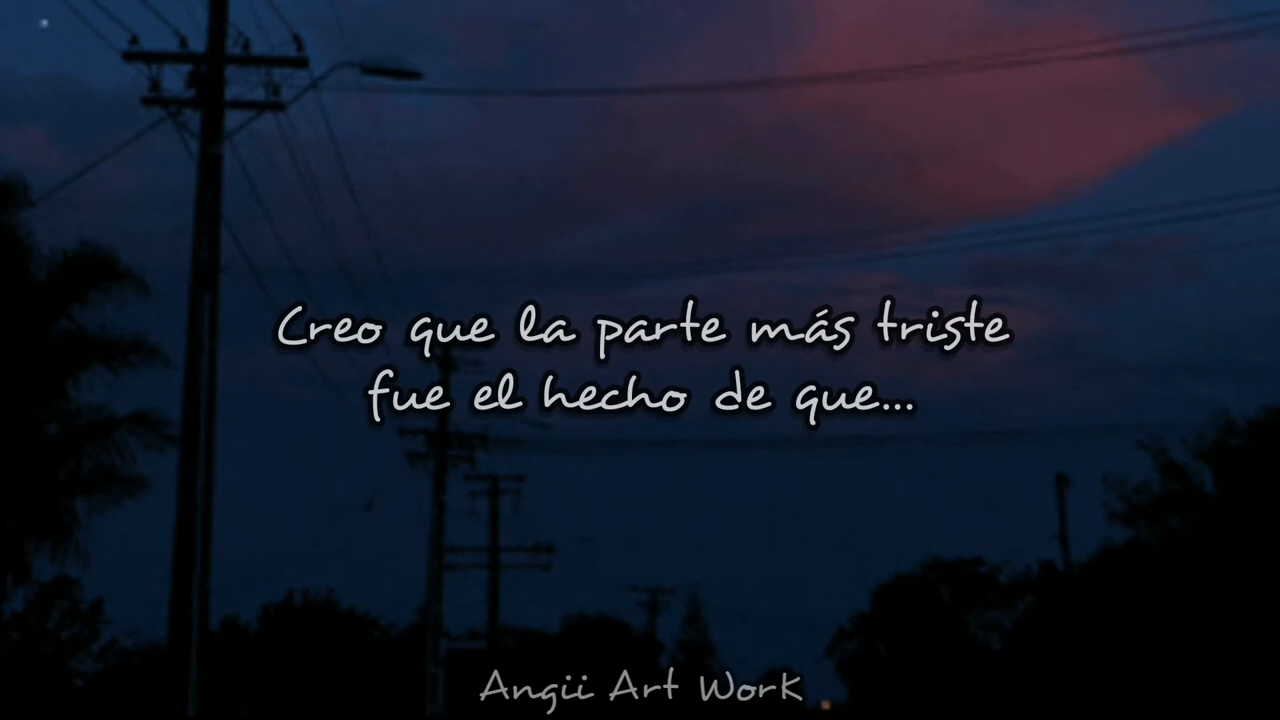 Creo que la parte más triste
fue el hecho de que...
Angii Art Work